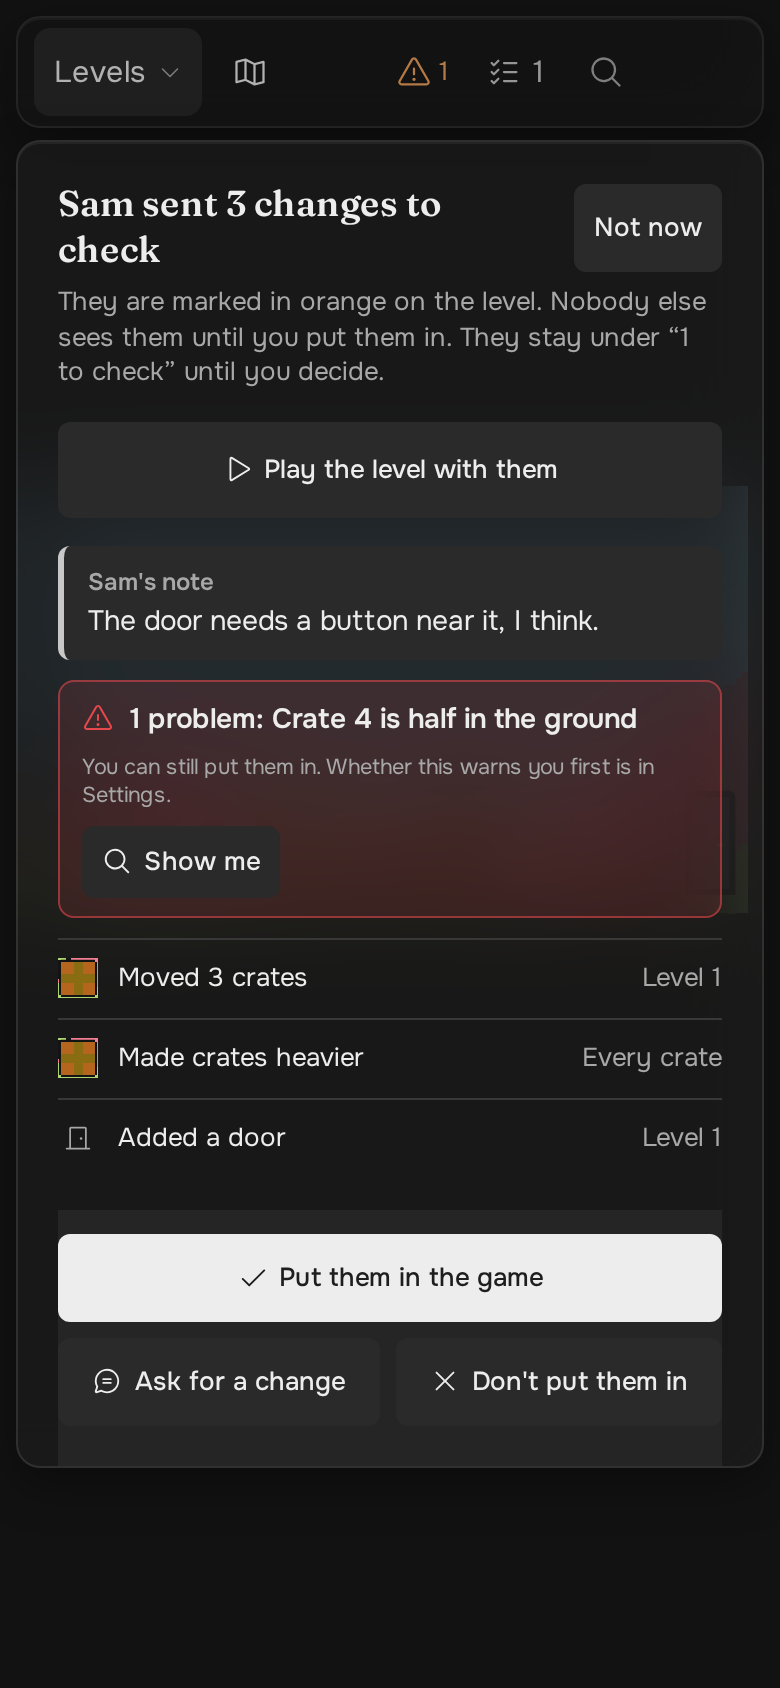 Levels
1
1
Sam sent 3 changes to
check
Not now
They are marked in orange on the level. Nobody else
sees them until you put them in. They stay under “1
to check” until you decide.
Play the level with them
Sam's note
The door needs a button near it, I think.
1 problem: Crate 4 is half in the ground
You can still put them in. Whether this warns you first is in
Settings.
Show me
Moved 3 crates Level 1
Made crates heavier Every crate
Added a door Level 1
Put them in the game
Ask for a change Don't put them in